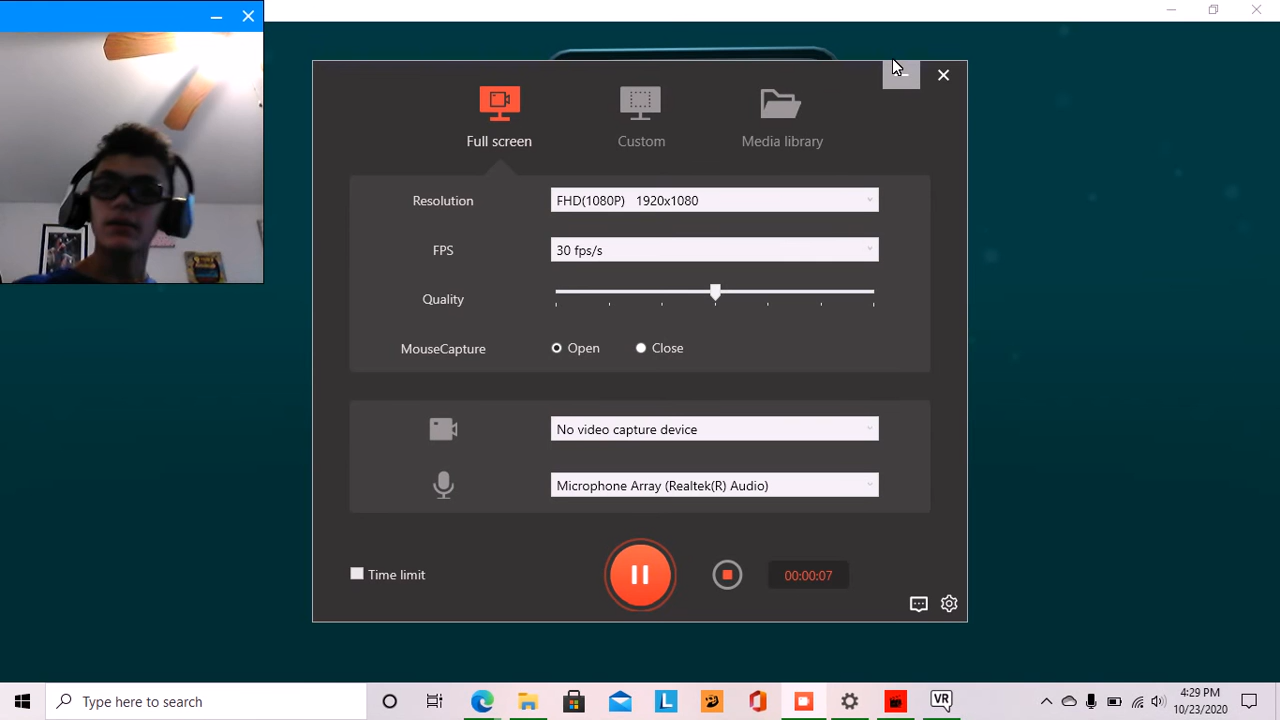 Full screen
Custom
Media library
Resolution
FHD(1080P) 1920x1080
FPS
30 fps/s
Quality
MouseCapture
Open
Close
No video capture device
Microphone Array (Realtek(R) Audio)
Time limit
00:00:07
Type here to search
L
VR
4:29 PM
10/23/2020